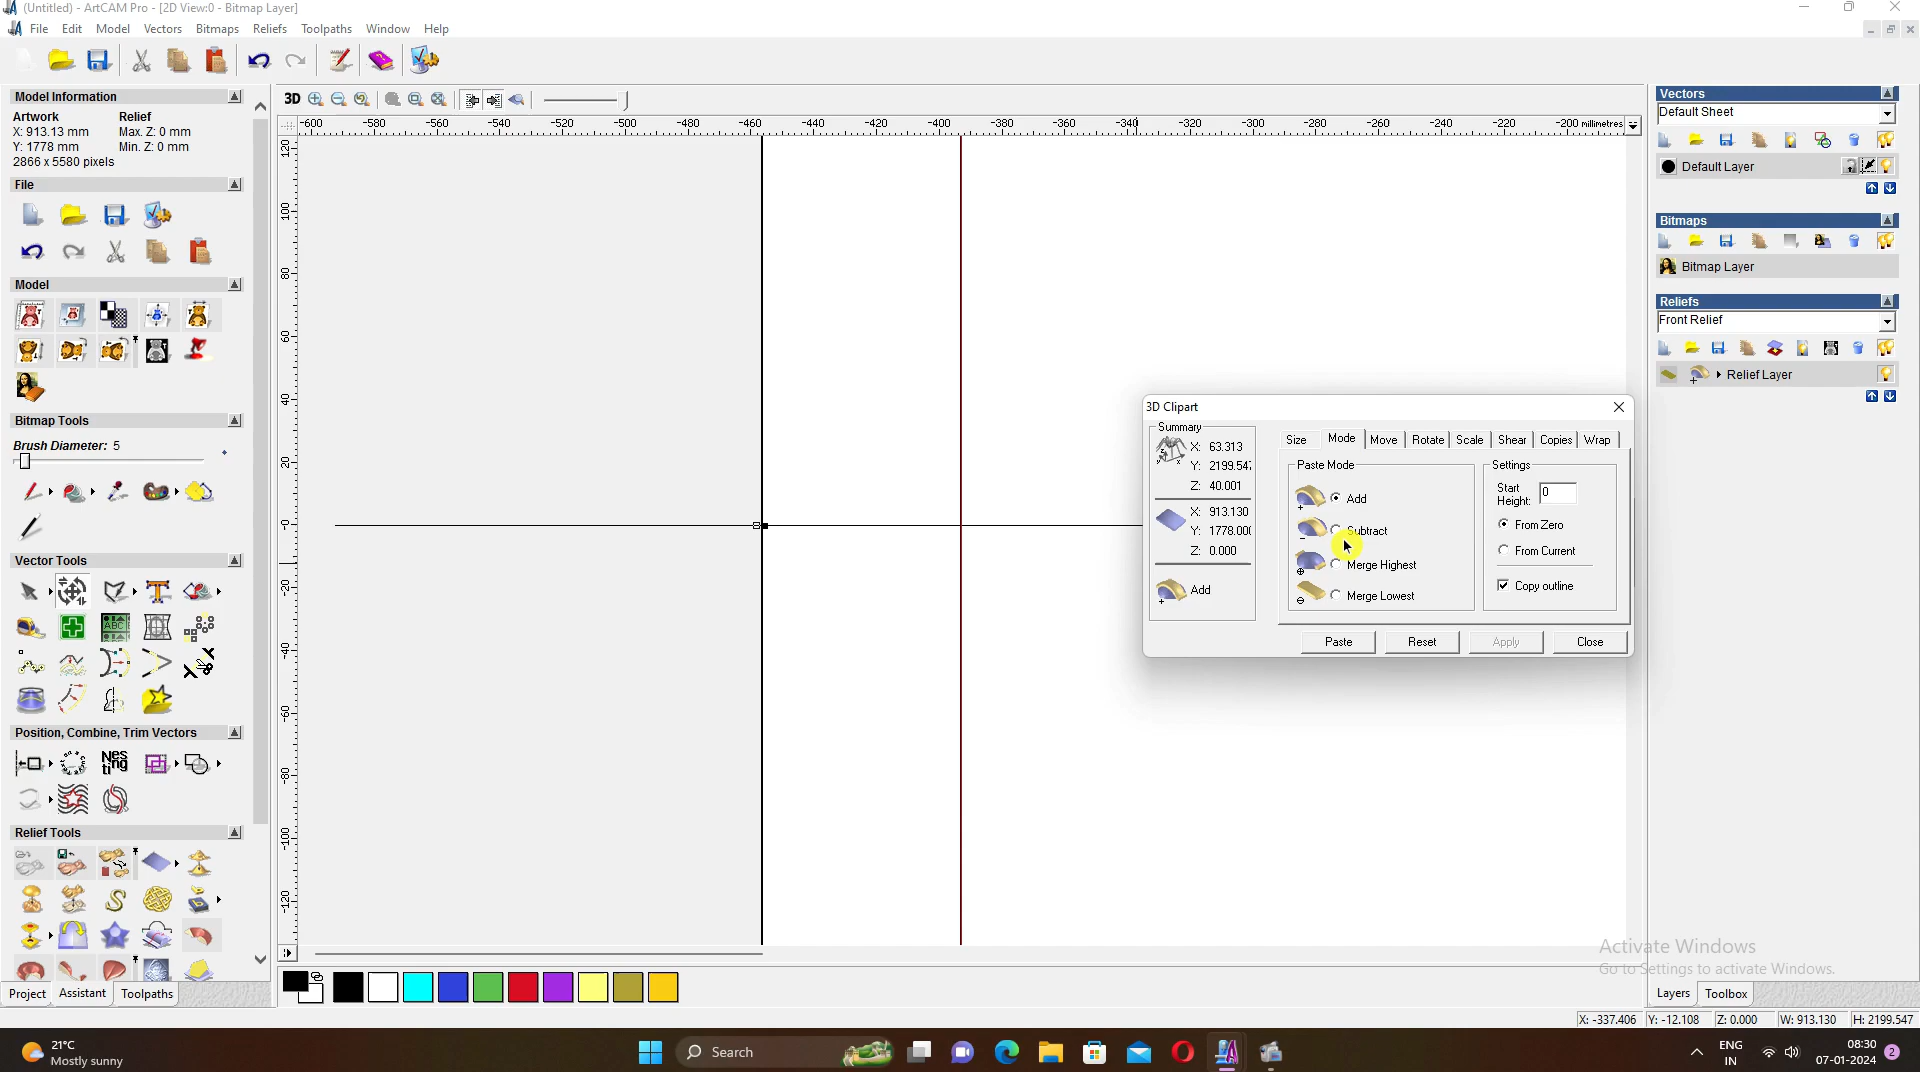 (Untitled) - ArtCAM Pro - [2D View:0 - Bitmap Layer]
File Edit Model Vectors Bitmaps Reliefs Toolpaths Window Help
Model Information
Artwork Relief
X: 913.13 mm Max. Z: 0 mm
Y: 1778 mm Min. Z: 0 mm
2866 x 5580 pixels
File
Model
Bitmap Tools
Brush Diameter: 5
Vector Tools
Position, Combine, Trim Vectors
Relief Tools
Project Assistant Toolpaths
3D
-600 -580 -560 -540 -520 -500 -480 -460 -440 -420 -400 -380 -360 -340 -320 -300 -280 -260 -240 -220 -200 millimetres
120
100
80
60
40
20
0
-20
-40
-60
-80
-100
-120
3D Clipart
Summary
X: 63.313
Y: 2199.547
Z: 40.001
X: 913.130
Y: 1778.000
Z: 0.000
Add
Size Mode Move Rotate Scale Shear Copies Wrap
Paste Mode
Add
Subtract
Merge Highest
Merge Lowest
Settings
Start Height: 0
From Zero
From Current
Copy outline
Paste Reset Apply Close
Vectors
Default Sheet
Default Layer
Bitmaps
Bitmap Layer
Reliefs
Front Relief
Relief Layer
Activate Windows
Go to Settings to activate Windows.
Layers Toolbox
X: -337.406 Y: -12.108 Z: 0.000 W: 913.130 H: 2199.547
21°C
Mostly sunny
Search
ENG
IN
08:30
07-01-2024
2